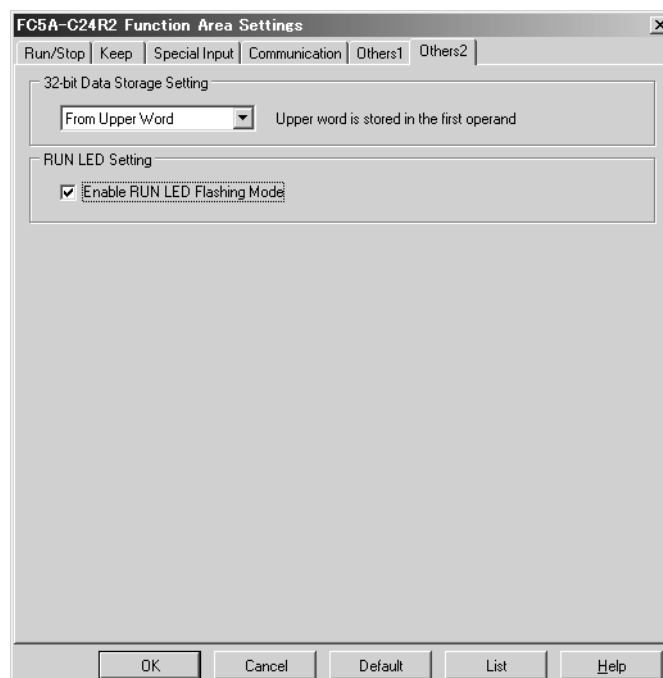 FC5A-C24R2 Function Area Settings
Run/Stop Keep Special Input Communication Others1 Others2
32-bit Data Storage Setting
From Upper Word Upper word is stored in the first operand
RUN LED Setting
Enable RUN LED Flashing Mode
OK Cancel Default List Help